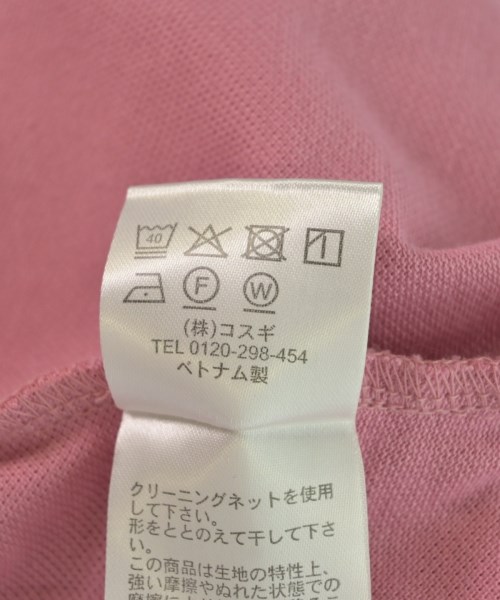 40
F W
(株)コスギ
TEL 0120-298-454
ベトナム製
クリーニングネットを使用
して下さい。
形をととのえて干して下さ
い。
この商品は生地の特性上、
強い摩擦やぬれた状態での